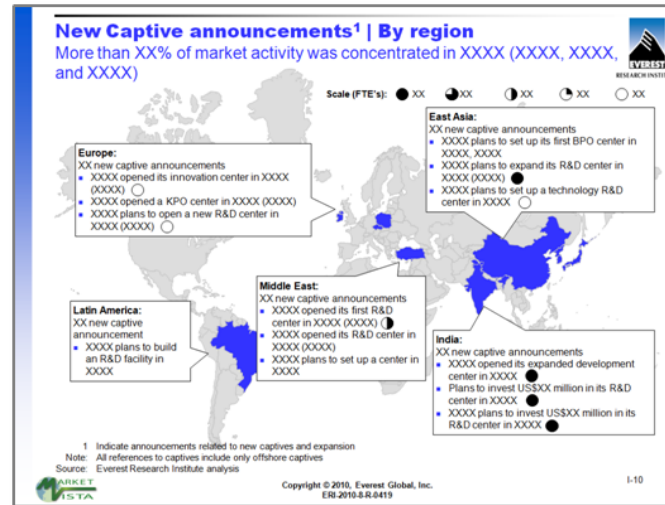 New Captive announcements1 | By region
More than XX% of market activity was concentrated in XXXX (XXXX, XXXX,
and XXXX)
EVEREST
RESEARCH INSTITUTE
Scale (FTE's): XX XX XX XX XX
Europe:
XX new captive announcements
▪ XXXX opened its innovation center in XXXX
(XXXX)
▪ XXXX opened a KPO center in XXXX (XXXX)
▪ XXXX plans to open a new R&D center in
XXXX (XXXX)
East Asia:
XX new captive announcements
▪ XXXX plans to set up its first BPO center in
XXXX, XXXX
▪ XXXX plans to expand its R&D center in
XXXX (XXXX)
▪ XXXX plans to set up a technology R&D
center in XXXX
Latin America:
XX new captive
announcement
▪ XXXX plans to build
an R&D facility in
XXXX
Middle East:
XX new captive announcements
▪ XXXX opened its first R&D
center in XXXX (XXXX)
▪ XXXX opened its R&D center in
XXXX (XXXX)
▪ XXXX plans to set up a center in
XXXX
India:
XX new captive announcements
▪ XXXX opened its expanded development
center in XXXX
▪ Plans to invest US$XX million in its R&D
center in XXXX
▪ XXXX plans to invest US$XX million in its
R&D center in XXXX
1 Indicate announcements related to new captives and expansion
Note: All references to captives include only offshore captives
Source: Everest Research Institute analysis
MARKET
VISTA
Copyright © 2010, Everest Global, Inc.
ERI-2010-8-R-0419
I-10